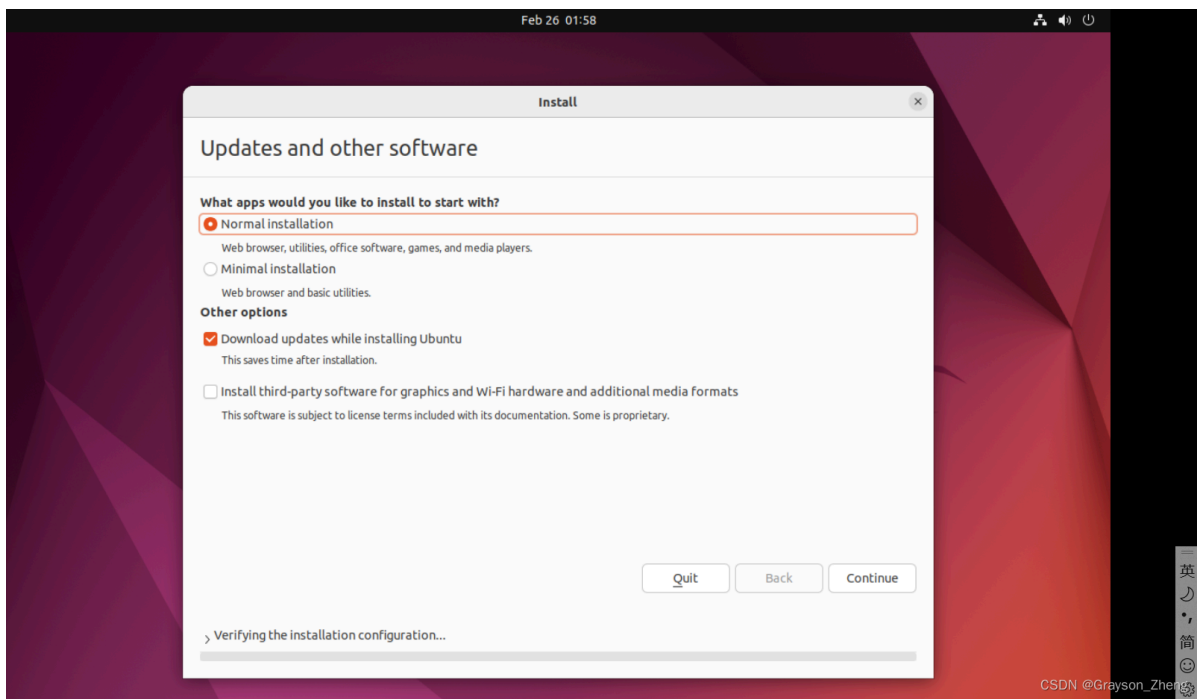 Feb 26 01:58
Install
Updates and other software
What apps would you like to install to start with?
Normal installation
Web browser, utilities, office software, games, and media players.
Minimal installation
Web browser and basic utilities.
Other options
Download updates while installing Ubuntu
This saves time after installation.
Install third-party software for graphics and Wi-Fi hardware and additional media formats
This software is subject to license terms included with its documentation. Some is proprietary.
Quit
Back
Continue
Verifying the installation configuration...
英
简
CSDN @Grayson_Zheng